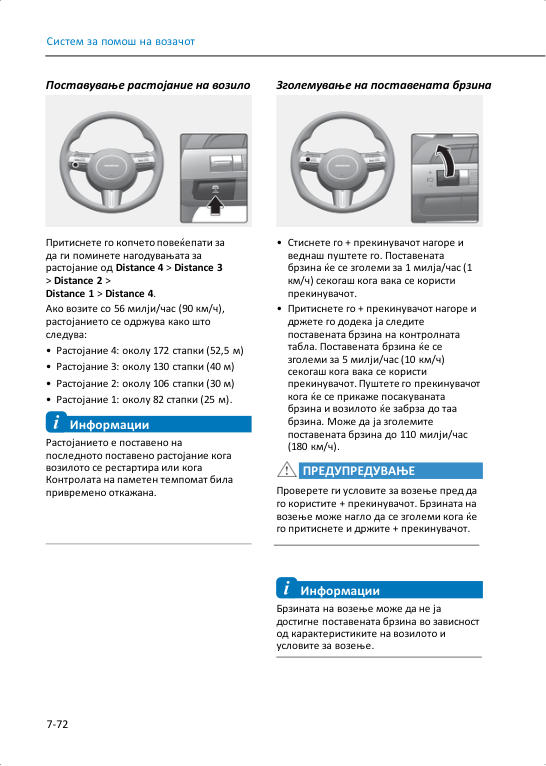 Систем за помош на возачот
Поставување растојание на возило
Притиснете го копчето повеќепати за
да ги поминете нагодувањата за
растојание од Distance 4 > Distance 3
> Distance 2 >
Distance 1 > Distance 4.
Ако возите со 56 милји/час (90 км/ч),
растојанието се одржува како што
следува:
• Растојание 4: околу 172 стапки (52,5 м)
• Растојание 3: околу 130 стапки (40 м)
• Растојание 2: околу 106 стапки (30 м)
• Растојание 1: околу 82 стапки (25 м).
i Информации
Растојанието е поставено на
последното поставено растојание кога
возилото се рестартира или кога
Контролата на паметен темпомат била
привремено откажана.
Зголемување на поставената брзина
• Стиснете го + прекинувачот нагоре и
веднаш пуштете го. Поставената
брзина ќе се зголеми за 1 милја/час (1
км/ч) секогаш кога вака се користи
прекинувачот.
• Притиснете го + прекинувачот нагоре и
држете го додека ја следите
поставената брзина на контролната
табла. Поставената брзина ќе се
зголеми за 5 милји/час (10 км/ч)
секогаш кога вака се користи
прекинувачот. Пуштете го прекинувачот
кога ќе се прикаже посакуваната
брзина и возилото ќе забрза до таа
брзина. Може да ја зголемите
поставената брзина до 110 милји/час
(180 км/ч).
ПРЕДУПРЕДУВАЊЕ
Проверете ги условите за возење пред да
го користите + прекинувачот. Брзината на
возење може нагло да се зголеми кога ќе
го притиснете и држите + прекинувачот.
i Информации
Брзината на возење може да не ја
достигне поставената брзина во зависност
од карактеристиките на возилото и
условите за возење.
7-72